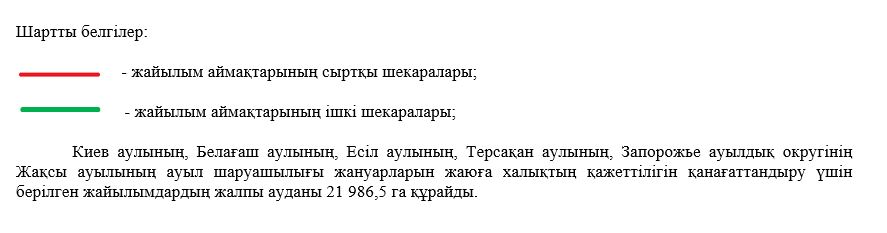 Шартты белгілер:
- жайылым аймақтарының сыртқы шекаралары;
- жайылым аймақтарының ішкі шекаралары;
Киев аулының, Белағаш аулының, Есіл аулының, Терсақан аулының, Запорожье ауылдық округінің
Жақсы ауылының ауыл шаруашылығы жануарларын жаюға халықтың қажеттілігін қанағаттандыру үшін
берілген жайылымдардың жалпы ауданы 21 986,5 га құрайды.